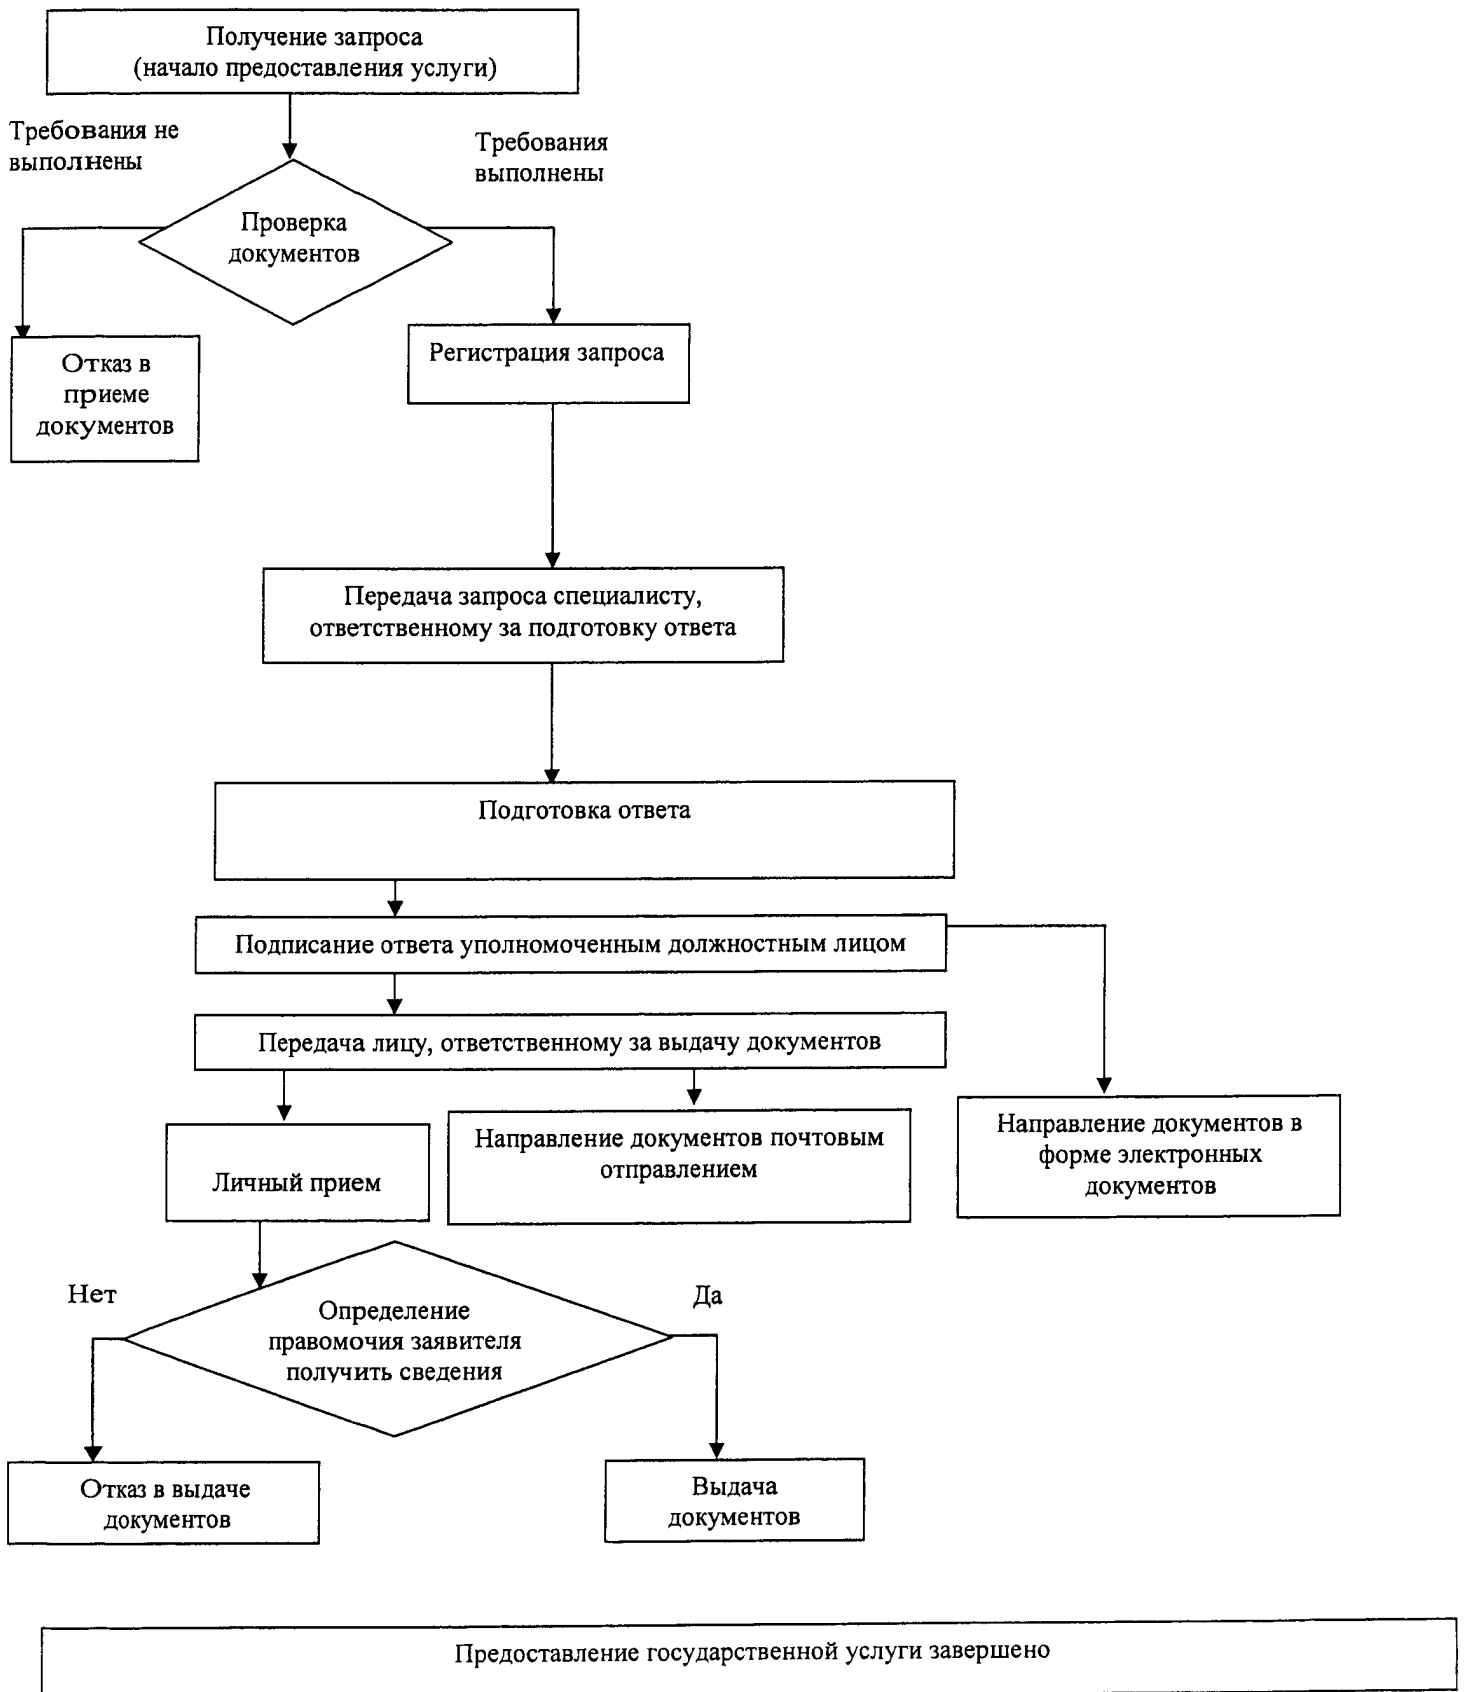 Получение запроса
(начало предоставления услуги)
Требования не
выполнены
Требования
выполнены
Проверка
документов
Отказ в
приеме
документов
Регистрация запроса
Передача запроса специалисту,
ответственному за подготовку ответа
Подготовка ответа
Подписание ответа уполномоченным должностным лицом
Передача лицу, ответственному за выдачу документов
Личный прием
Направление документов почтовым
отправлением
Направление документов в
форме электронных
документов
Нет
Да
Определение
правомочия заявителя
получить сведения
Отказ в выдаче
документов
Выдача
документов
Предоставление государственной услуги завершено